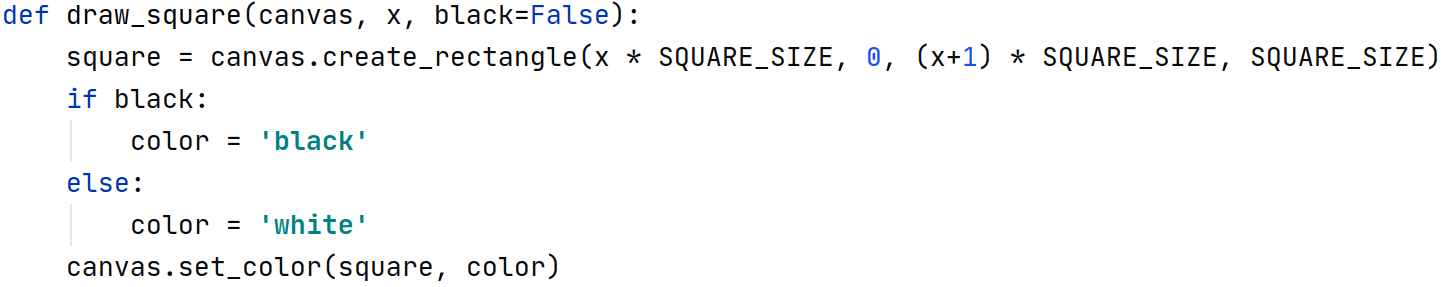 def draw_square(canvas, x, black=False):
    square = canvas.create_rectangle(x * SQUARE_SIZE, 0, (x+1) * SQUARE_SIZE, SQUARE_SIZE)
    if black:
        color = 'black'
    else:
        color = 'white'
    canvas.set_color(square, color)